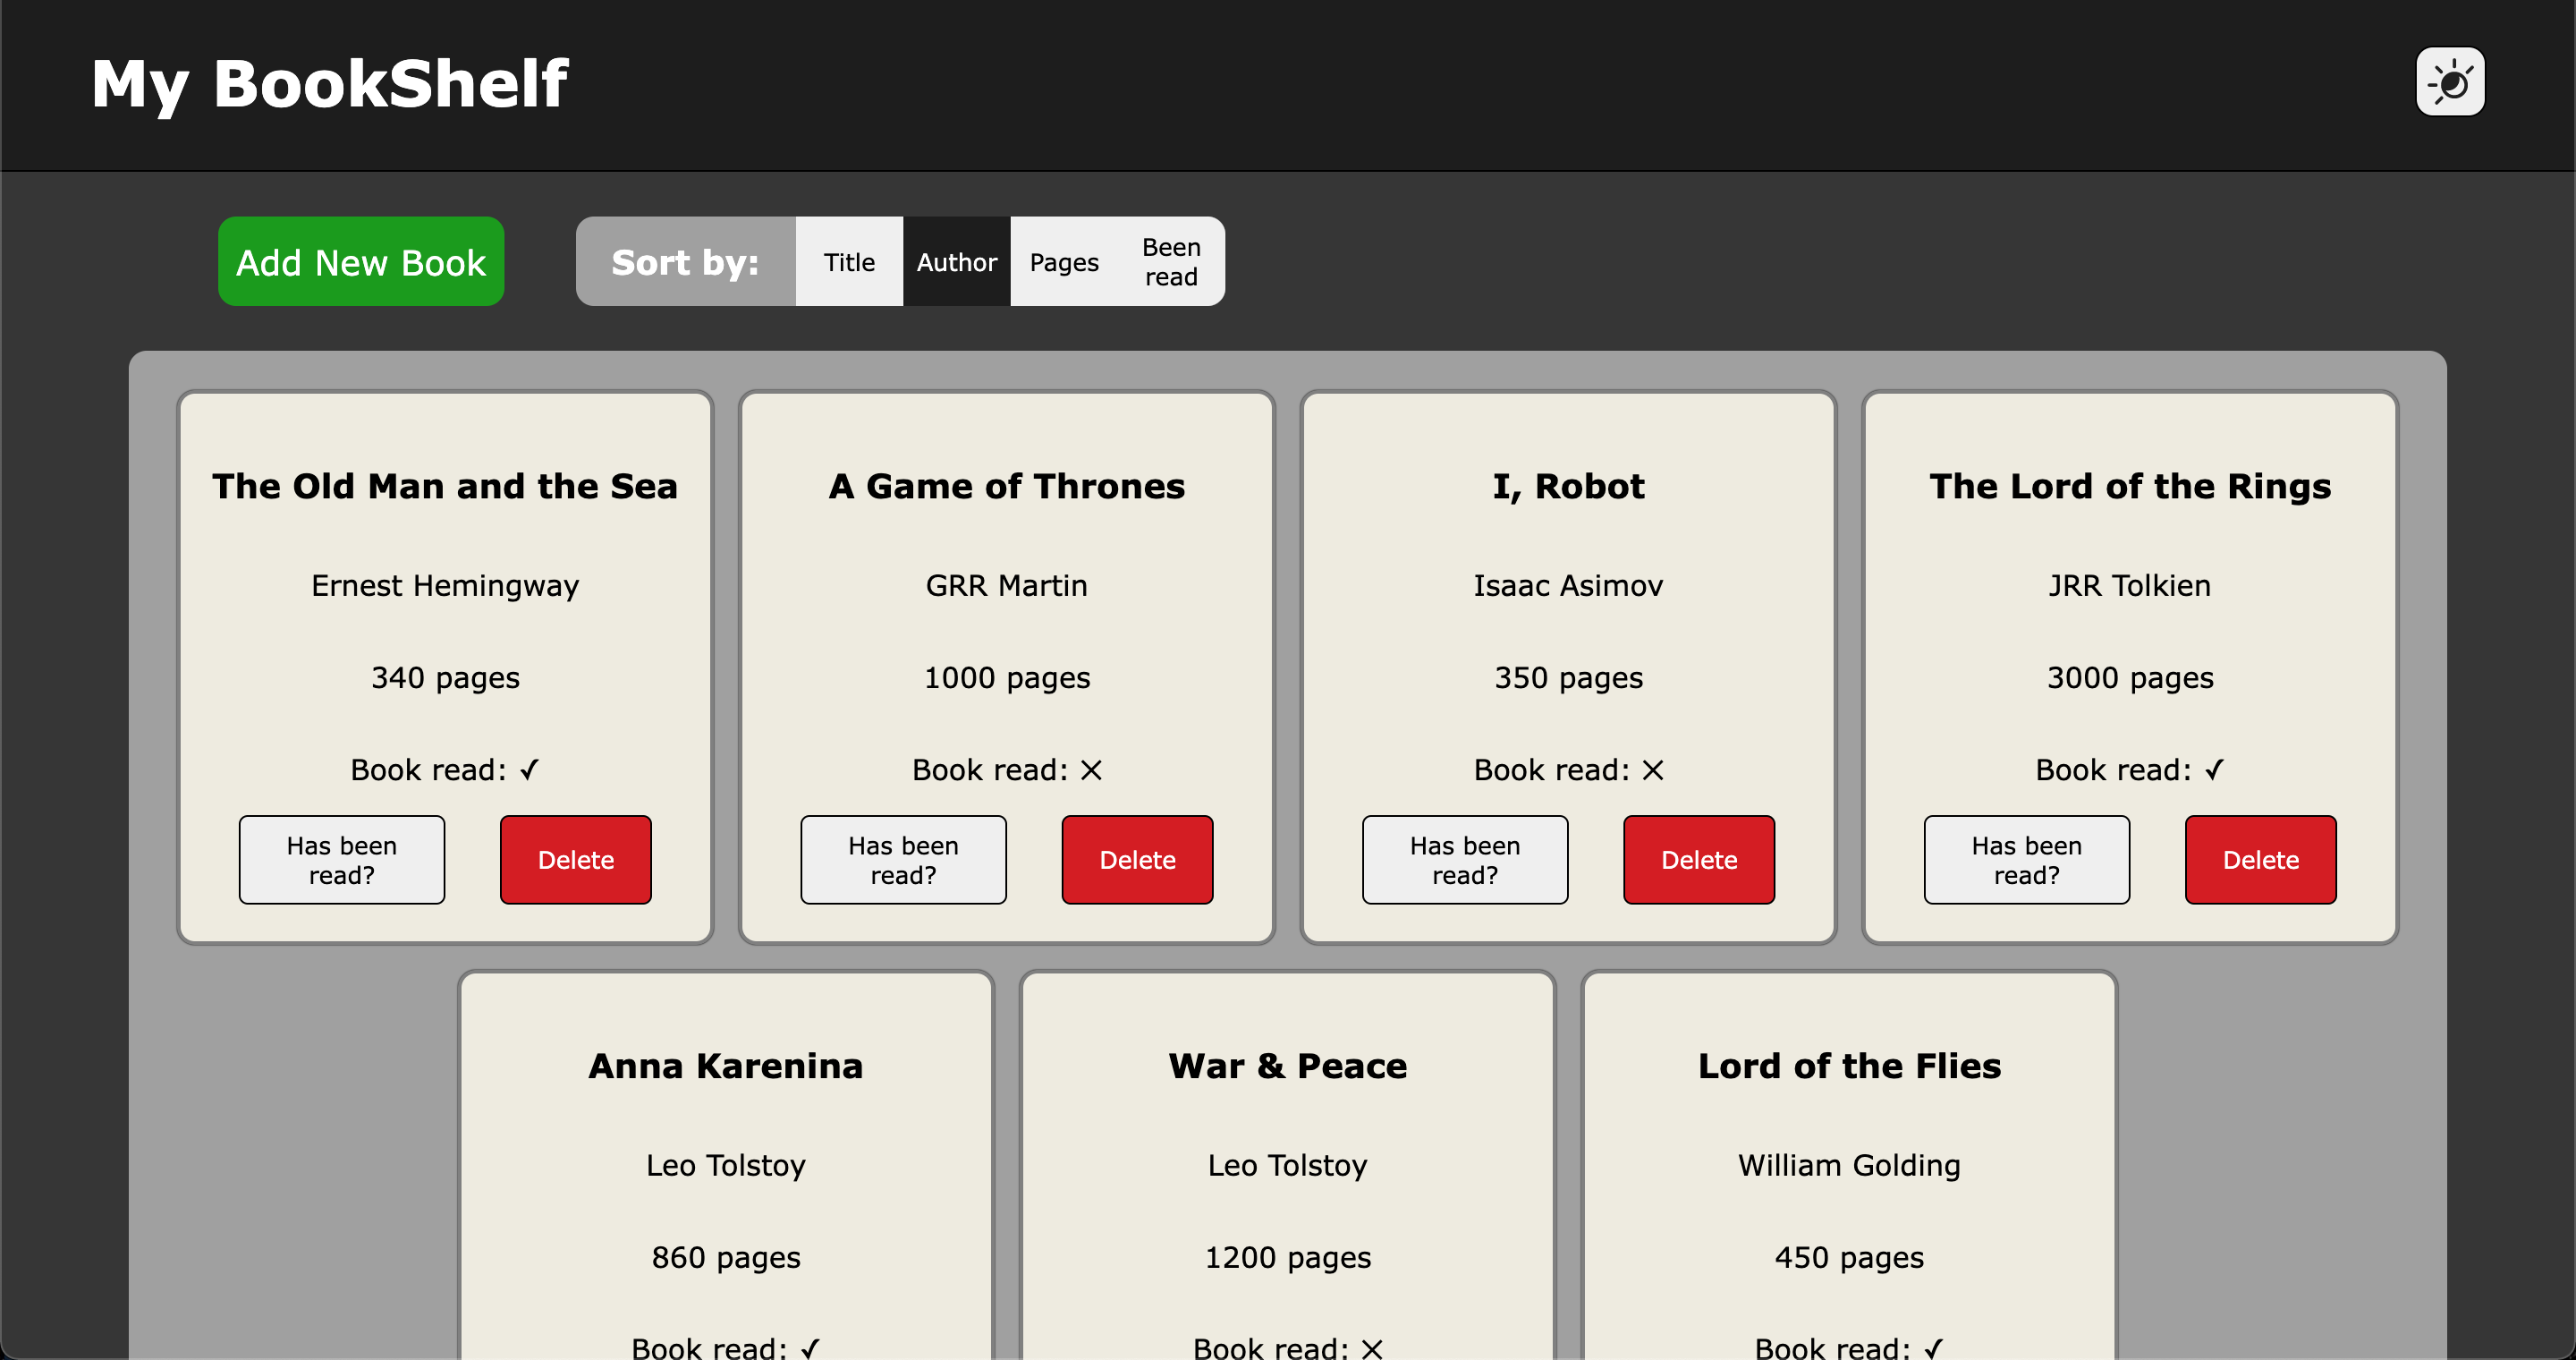 My BookShelf
Add New Book
Sort by:
Title
Author
Pages
Been
read
The Old Man and the Sea
Ernest Hemingway
340 pages
Book read: ✓
Has been
read?
Delete
A Game of Thrones
GRR Martin
1000 pages
Book read: ×
Has been
read?
Delete
I, Robot
Isaac Asimov
350 pages
Book read: ×
Has been
read?
Delete
The Lord of the Rings
JRR Tolkien
3000 pages
Book read: ✓
Has been
read?
Delete
Anna Karenina
Leo Tolstoy
860 pages
Book read: ✓
War & Peace
Leo Tolstoy
1200 pages
Book read: ×
Lord of the Flies
William Golding
450 pages
Book read: ✓